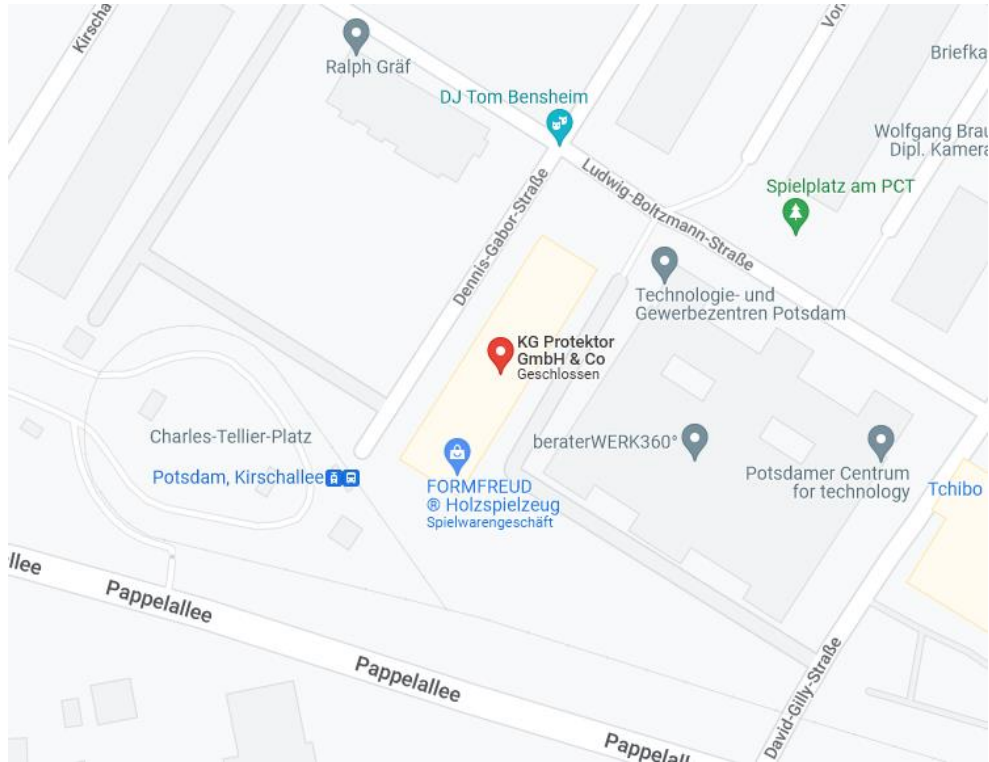 Kirscha
Ralph Gräf
DJ Tom Bensheim
Vor
Briefka
Wolfgang Brau
Dipl. Kamera
Ludwig-Boltzmann-Straße
Spielplatz am PCT
Dennis-Gabor-Straße
Technologie- und
Gewerbezentren Potsdam
KG Protektor
GmbH & Co
Geschlossen
Charles-Tellier-Platz
beraterWERK360°
Potsdam, Kirschallee
Potsdamer Centrum
for technology
Tchibo
FORMFREUD
® Holzspielzeug
Spielwarengeschäft
llee
Pappelallee
Pappelallee
Pappelall
David-Gilly-Straße